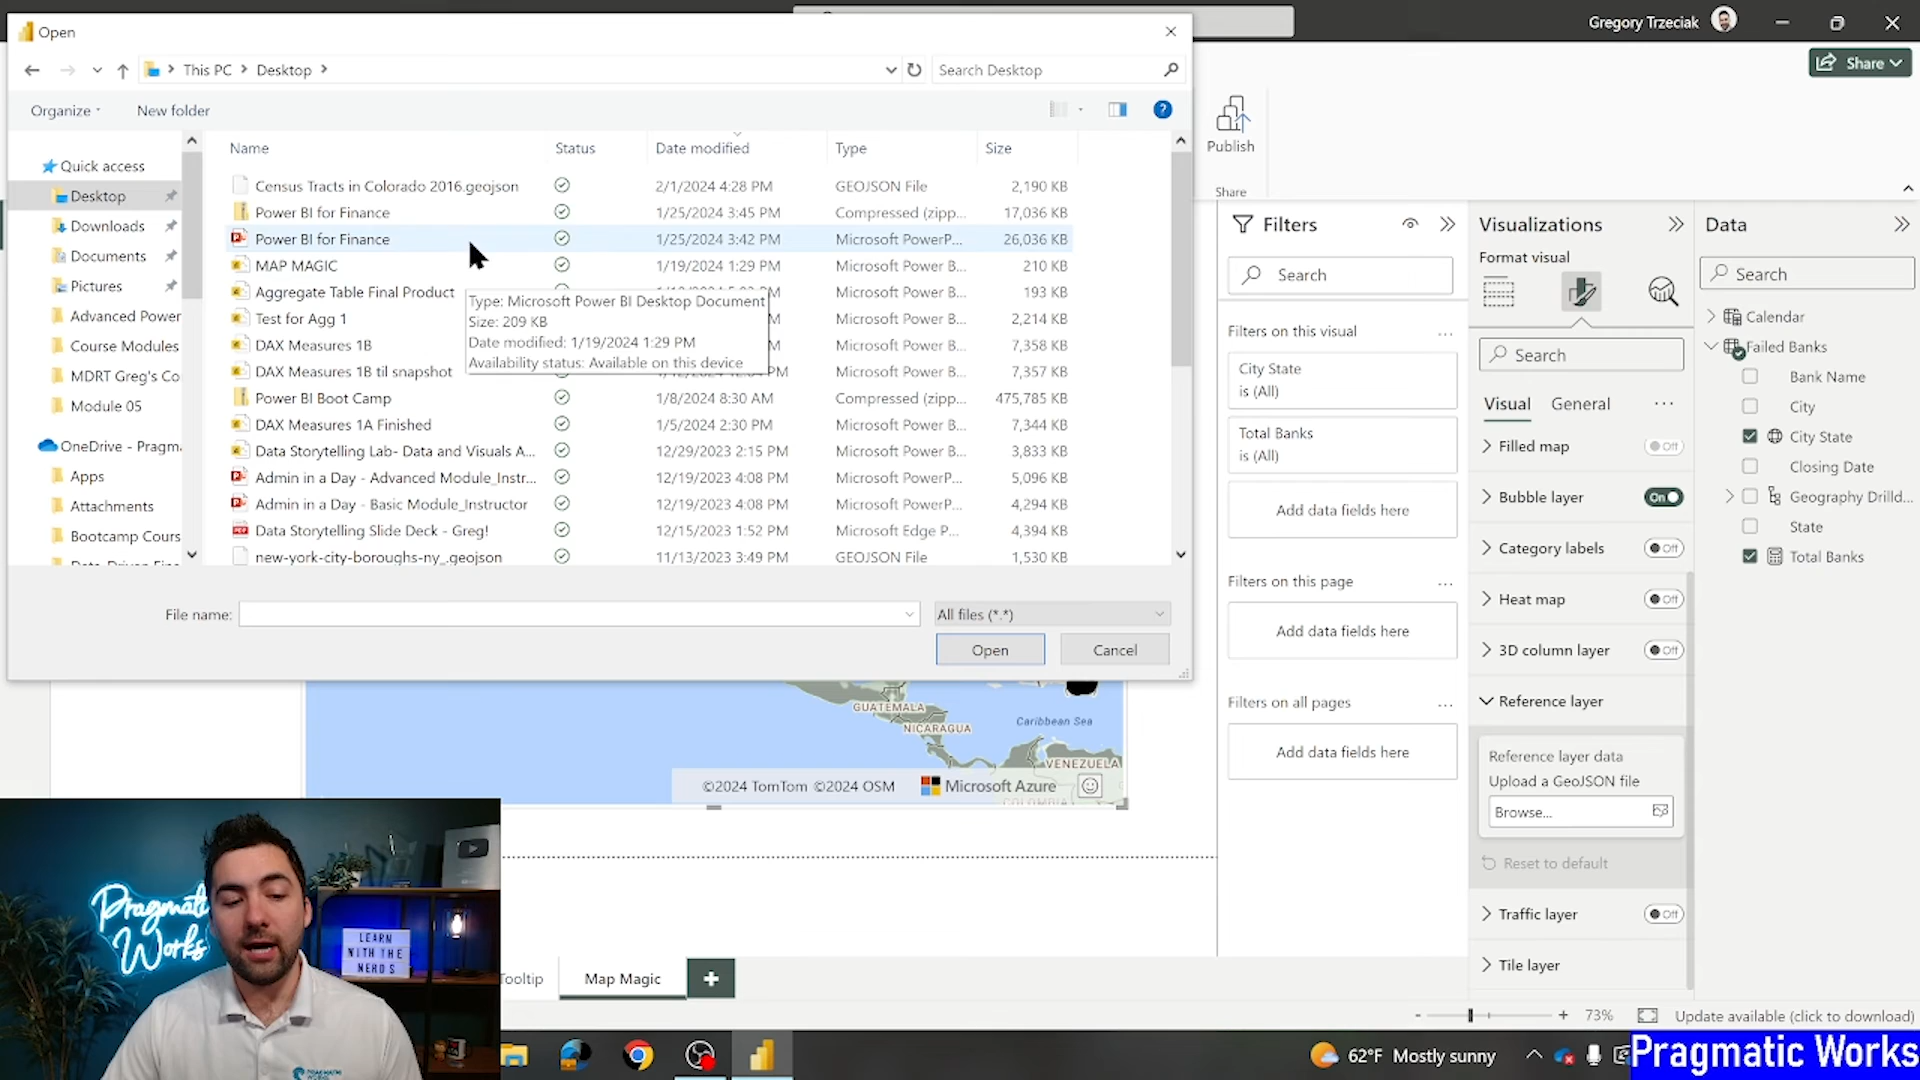 Open
Gregory Trzeciak
This PC > Desktop >
Search Desktop
Share
Organize
New folder
Publish
Share
Name Status Date modified Type Size
Quick access
Desktop
Downloads
Documents
Pictures
Advanced Power
Course Modules
MDRT Greg's Co
Module 05
OneDrive - Pragm
Apps
Attachments
Bootcamp Cours
Census Tracts in Colorado 2016.geojson 2/1/2024 4:28 PM GEOJSON File 2,190 KB
Power BI for Finance 1/25/2024 3:45 PM Compressed (zipp... 17,036 KB
Power BI for Finance 1/25/2024 3:42 PM Microsoft PowerP... 26,036 KB
MAP MAGIC 1/19/2024 1:29 PM Microsoft Power B... 210 KB
Aggregate Table Final Product Microsoft Power B... 193 KB
Test for Agg 1 Microsoft Power B... 2,214 KB
DAX Measures 1B Microsoft Power B... 7,358 KB
DAX Measures 1B til snapshot Microsoft Power B... 7,357 KB
Type: Microsoft Power BI Desktop Document
Size: 209 KB
Date modified: 1/19/2024 1:29 PM
Availability status: Available on this device
Power BI Boot Camp 1/8/2024 8:30 AM Compressed (zipp... 475,785 KB
DAX Measures 1A Finished 1/5/2024 2:30 PM Microsoft Power B... 7,344 KB
Data Storytelling Lab- Data and Visuals A... 12/29/2023 2:15 PM Microsoft Power B... 3,833 KB
Admin in a Day - Advanced Module_Instr... 12/19/2023 4:08 PM Microsoft PowerP... 5,096 KB
Admin in a Day - Basic Module_Instructor 12/19/2023 4:08 PM Microsoft PowerP... 4,294 KB
Data Storytelling Slide Deck - Greg! 12/15/2023 1:52 PM Microsoft Edge P... 4,394 KB
new-york-city-boroughs-ny_.geojson 11/13/2023 3:49 PM GEOJSON File 1,530 KB
File name:
All files (*.*)
Open
Cancel
Filters
Search
Filters on this visual ...
City State
is (All)
Total Banks
is (All)
Add data fields here
Filters on this page ...
Add data fields here
Filters on all pages ...
Add data fields here
Visualizations
Format visual
Search
Visual General ...
Filled map Off
Bubble layer On
Category labels Off
Heat map Off
3D column layer Off
Reference layer
Reference layer data
Upload a GeoJSON file
Browse...
Reset to default
Traffic layer Off
Tile layer
Data
Search
Calendar
Failed Banks
Bank Name
City
City State
Closing Date
Geography Drilld...
State
Total Banks
GUATEMALA
NICARAGUA
Caribbean Sea
VENEZUELA
COLOMBIA
©2024 TomTom ©2024 OSM Microsoft Azure
Pragmati
Works
LEARN
WITH THE
NERDS
Tooltip
Map Magic
+
- + 73%
Update available (click to download)
62°F Mostly sunny
Pragmatic Works